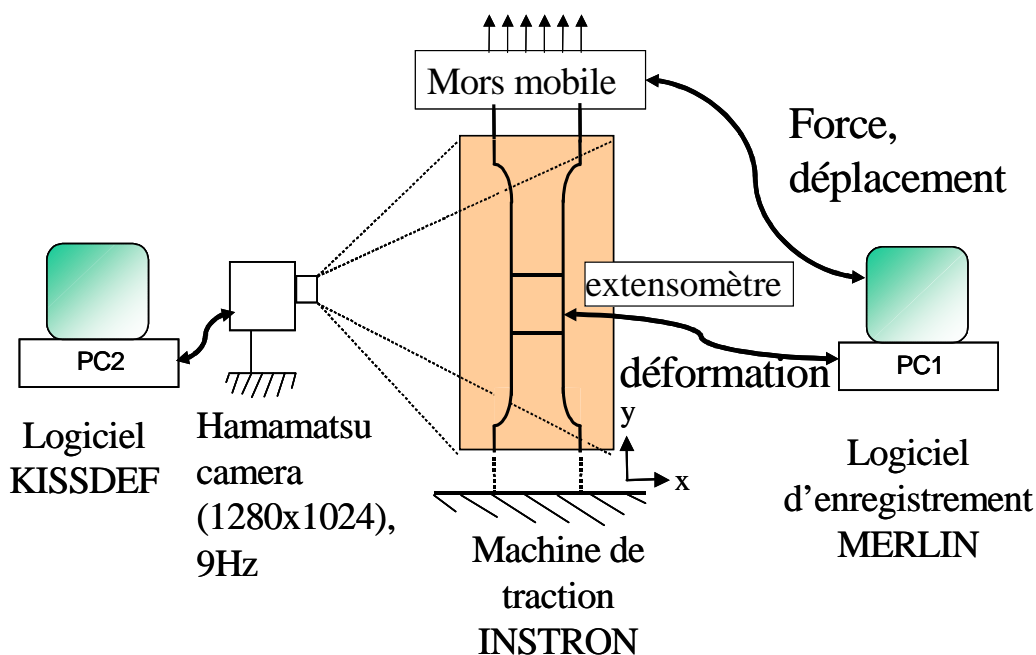 Mors mobile
Force,
déplacement
extensomètre
déformation
PC2
PC1
Logiciel
KISSDEF
Hamamatsu
camera
(1280x1024),
9Hz
y
x
Machine de
traction
INSTRON
Logiciel
d'enregistrement
MERLIN